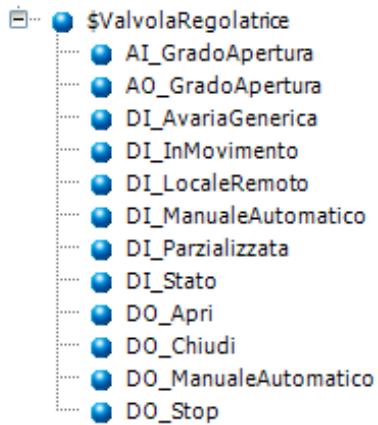 $ValvolaRegolatrice
AI_GradoApertura
AO_GradoApertura
DI_AvariaGenerica
DI_InMovimento
DI_LocaleRemoto
DI_ManualeAutomatico
DI_Parzializzata
DI_Stato
DO_Apri
DO_Chiudi
DO_ManualeAutomatico
DO_Stop